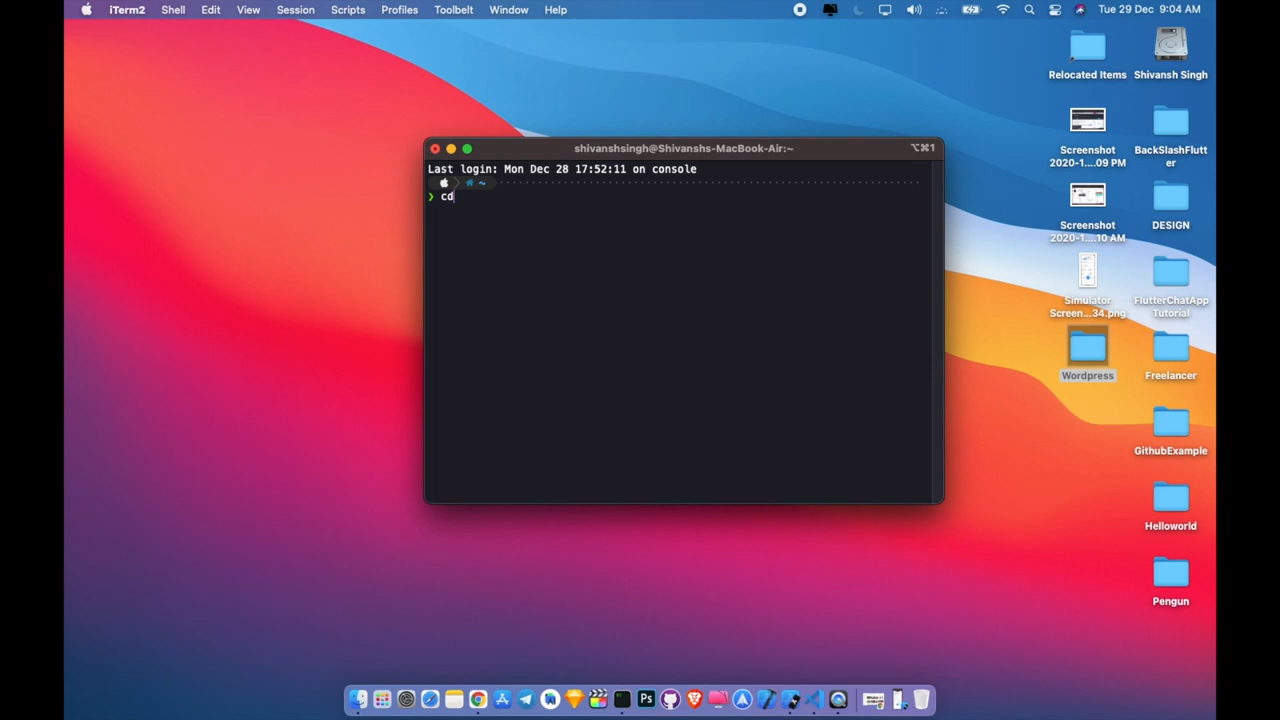 iTerm2 Shell Edit View Session Scripts Profiles Toolbelt Window Help Tue 29 Dec 9:04 AM
Relocated Items
Shivansh Singh
Screenshot
2020-1....09 PM
BackSlashFlutt
er
Screenshot
2020-1....10 AM
DESIGN
Simulator
Screen...34.png
FlutterChatApp
Tutorial
Wordpress
Freelancer
GithubExample
Helloworld
Pengun
shivanshsingh@Shivanshs-MacBook-Air:~ ⌥⌘1
Last login: Mon Dec 28 17:52:11 on console
~
❯ cd
Ps